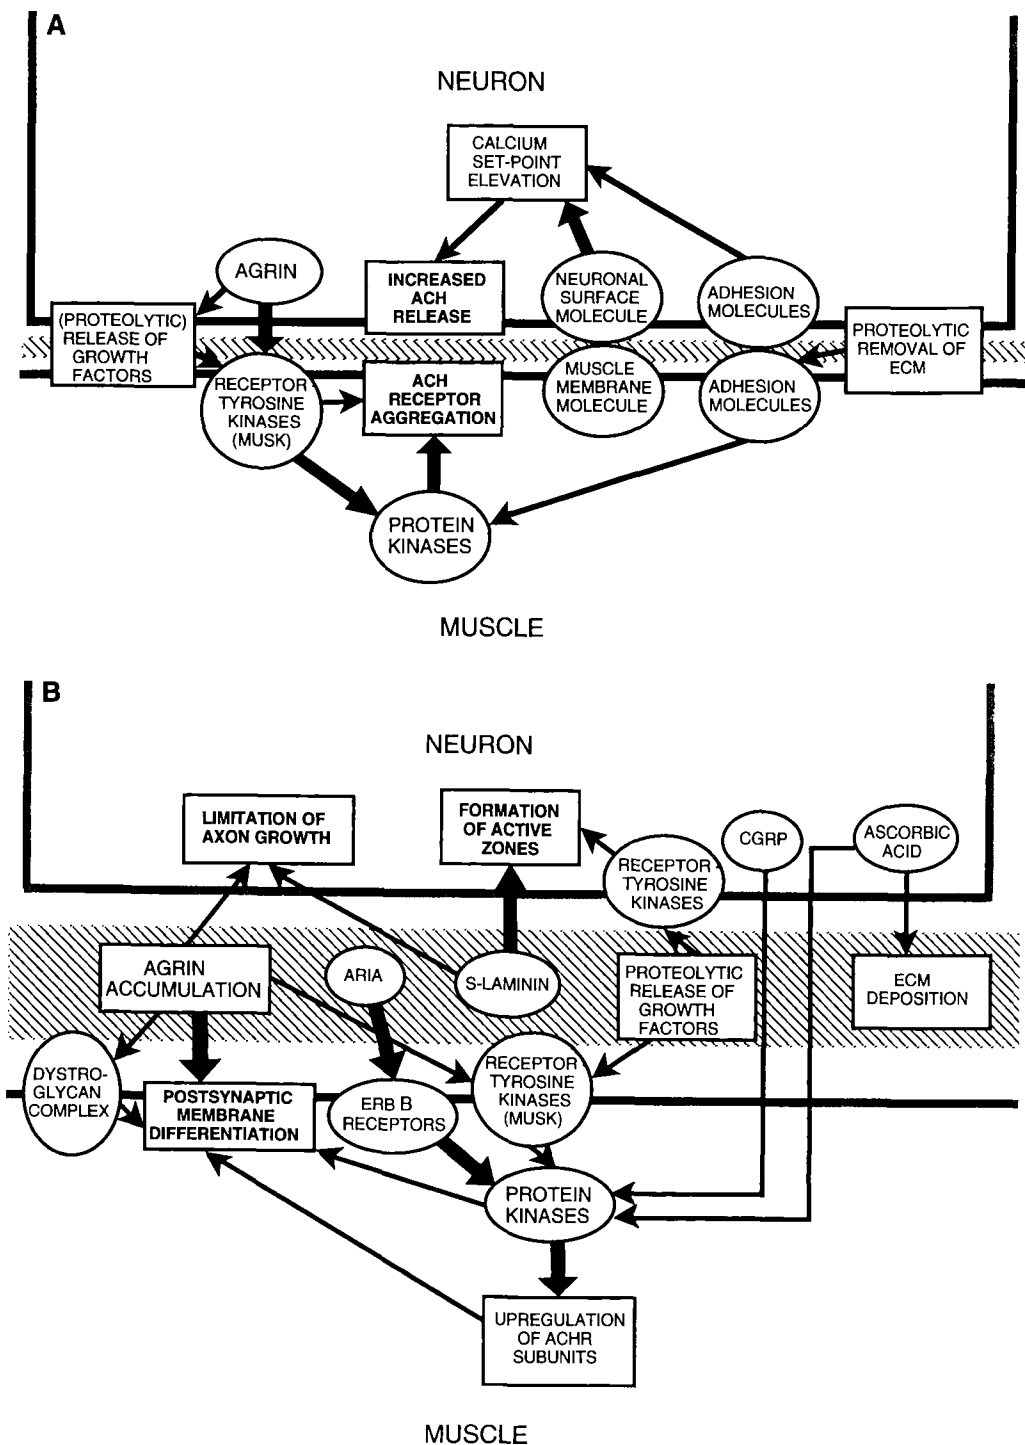 A
NEURON
CALCIUM
SET-POINT
ELEVATION
AGRIN
INCREASED
ACH
RELEASE
NEURONAL
SURFACE
MOLECULE
ADHESION
MOLECULES
(PROTEOLYTIC)
RELEASE OF
GROWTH
FACTORS
PROTEOLYTIC
REMOVAL OF
ECM
RECEPTOR
TYROSINE
KINASES
(MUSK)
ACH
RECEPTOR
AGGREGATION
MUSCLE
MEMBRANE
MOLECULE
ADHESION
MOLECULES
PROTEIN
KINASES
MUSCLE
B
NEURON
LIMITATION OF
AXON GROWTH
FORMATION
OF ACTIVE
ZONES
RECEPTOR
TYROSINE
KINASES
CGRP
ASCORBIC
ACID
AGRIN
ACCUMULATION
ARIA
S-LAMININ
PROTEOLYTIC
RELEASE OF
GROWTH
FACTORS
ECM
DEPOSITION
DYSTRO-
GLYCAN
COMPLEX
POSTSYNAPTIC
MEMBRANE
DIFFERENTIATION
ERB B
RECEPTORS
RECEPTOR
TYROSINE
KINASES
(MUSK)
PROTEIN
KINASES
UPREGULATION
OF ACHR
SUBUNITS
MUSCLE